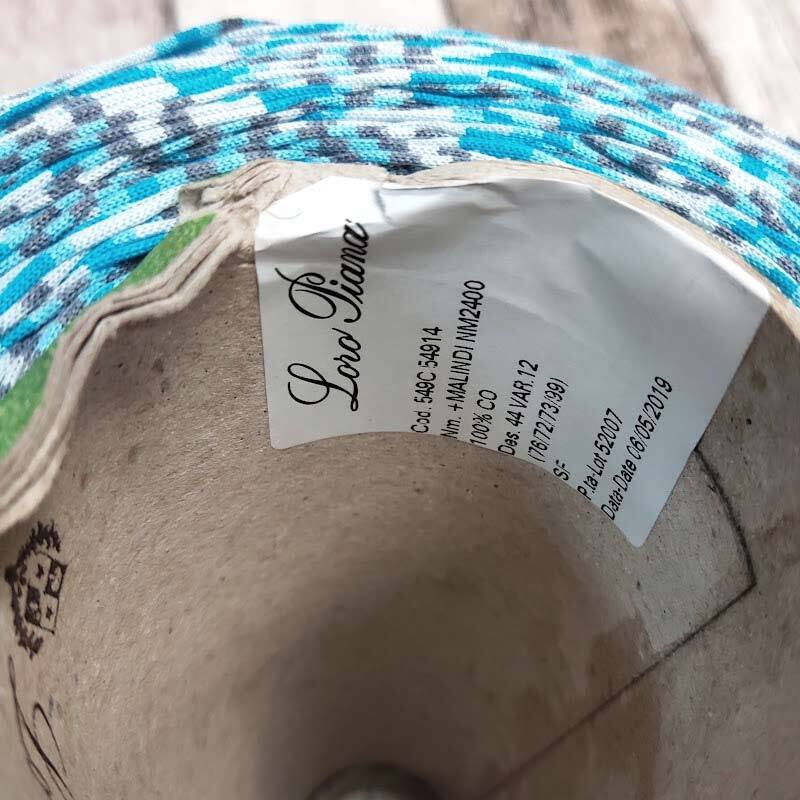 Loro Piana
Cod. 549C 54914
Nm. +MALINDI NM2400
100% CO
Des. 44 VAR.12
(76/72/73/99)
SF
P.ta-Lot 52007
Data-Date 06/05/2019